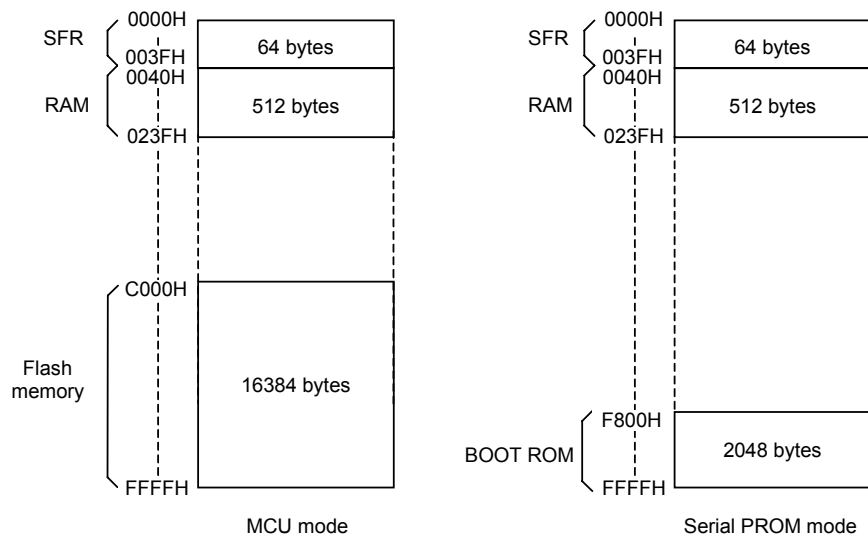 0000H
SFR
64 bytes
003FH
0040H
RAM
512 bytes
023FH
C000H
Flash
memory
16384 bytes
FFFFH
MCU mode
0000H
SFR
64 bytes
003FH
0040H
RAM
512 bytes
023FH
F800H
BOOT ROM
2048 bytes
FFFFH
Serial PROM mode